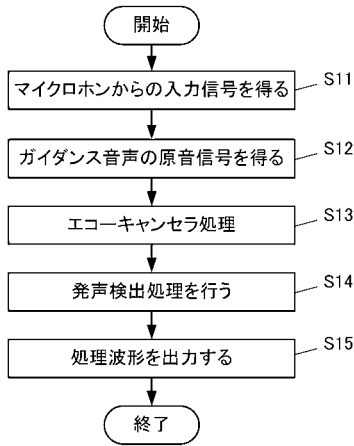 開始
マイクロホンからの入力信号を得る
S11
ガイダンス音声の原音信号を得る
S12
エコーキャンセラ処理
S13
発声検出処理を行う
S14
処理波形を出力する
S15
終了